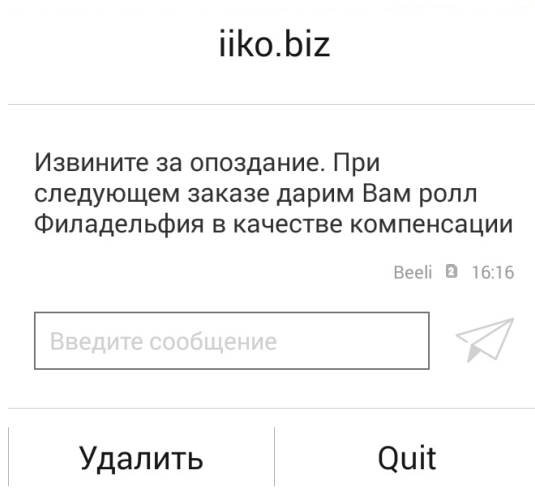 iiko.biz
Извините за опоздание. При
следующем заказе дарим Вам ролл
Филадельфия в качестве компенсации
Beeli 2 16:16
Введите сообщение
Удалить Quit